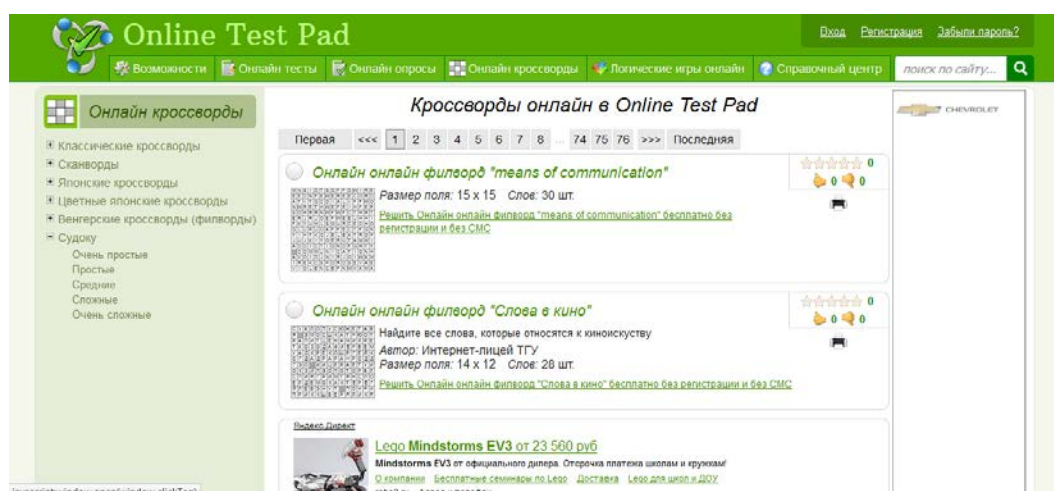 Online Test Pad
Вход Регистрация Забыли пароль?
Возможности Онлайн тесты Онлайн опросы Онлайн кроссворды Логические игры онлайн Справочный центр поиск по сайту...
Онлайн кроссворды
Классические кроссворды
Сканворды
Японские кроссворды
Цветные японские кроссворды
Венгерские кроссворды (филворды)
Судоку
Очень простые
Простые
Средние
Сложные
Очень сложные
Кроссворды онлайн в Online Test Pad
Первая <<< 1 2 3 4 5 6 7 8 ... 74 75 76 >>> Последняя
Онлайн онлайн филворд "means of communication"
0
0 0
Размер поля: 15 x 15 Слов: 30 шт.
Решить Онлайн онлайн филворд "means of communication" бесплатно без
регистрации и без СМС
Онлайн онлайн филворд "Слова в кино"
0
0 0
Найдите все слова, которые относятся к киноискуству
Автор: Интернет-лицей ТГУ
Размер поля: 14 x 12 Слов: 28 шт.
Решить Онлайн онлайн филворд "Слова в кино" бесплатно без регистрации и без СМС
Яндекс.Директ
Lego Mindstorms EV3 от 23 560 руб
Mindstorms EV3 от официального дилера. Отсрочка платежа школам и кружкам!
О компании Бесплатные семинары по Lego Доставка Lego для школ и ДОУ
CHEVROLET